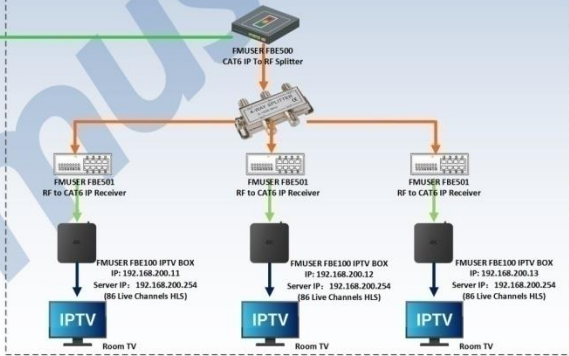 FMUSER FBE500
CAT6 IP To RF Splitter
4-WAY SPLITTER
FMUSER FBE501
RF to CAT6 IP Receiver
FMUSER FBE501
RF to CAT6 IP Receiver
FMUSER FBE501
RF to CAT6 IP Receiver
FMUSER FBE100 IPTV BOX
IP: 192.168.200.11
Server IP: 192.168.200.254
(86 Live Channels HLS)
FMUSER FBE100 IPTV BOX
IP: 192.168.200.12
Server IP: 192.168.200.254
(86 Live Channels HLS)
FMUSER FBE100 IPTV BOX
IP: 192.168.200.13
Server IP: 192.168.200.254
(86 Live Channels HLS)
IPTV
Room TV
IPTV
Room TV
IPTV
Room TV